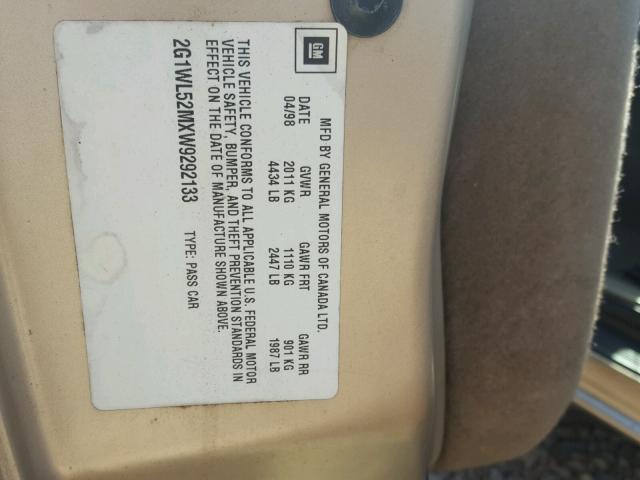 GM
MFD BY GENERAL MOTORS OF CANADA LTD.
DATE GVWR GAWR FRT GAWR RR
04/98 2011 KG 1110 KG 901 KG
4434 LB 2447 LB 1987 LB
THIS VEHICLE CONFORMS TO ALL APPLICABLE U.S. FEDERAL MOTOR
VEHICLE SAFETY, BUMPER, AND THEFT PREVENTION STANDARDS IN
EFFECT ON THE DATE OF MANUFACTURE SHOWN ABOVE.
2G1WL52MXW9292133 TYPE: PASS CAR